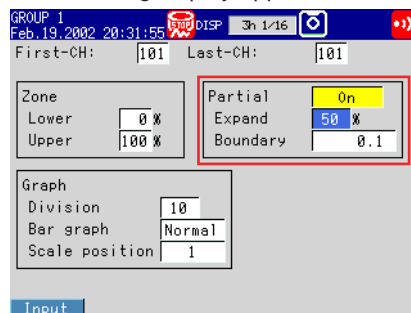 GROUP 1
Feb.19.2002 20:31:55 STOP DISP 3h 1/16
First-CH: 101 Last-CH: 101
Zone
Lower 0 %
Upper 100 %
Partial On
Expand 50 %
Boundary 0.1
Graph
Division 10
Bar graph Normal
Scale position 1
Input